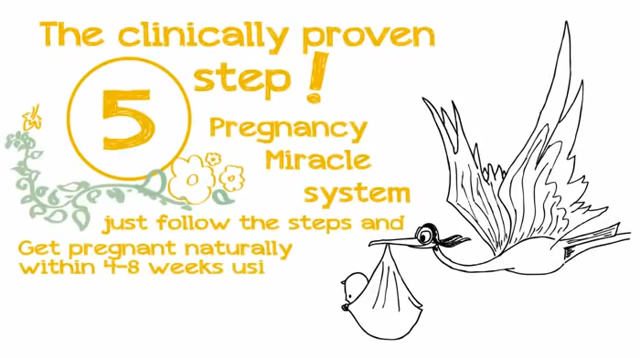 The clinically proven
5 step!
Pregnancy
Miracle
system
just follow the steps and
Get pregnant naturally
within 4-8 weeks usi